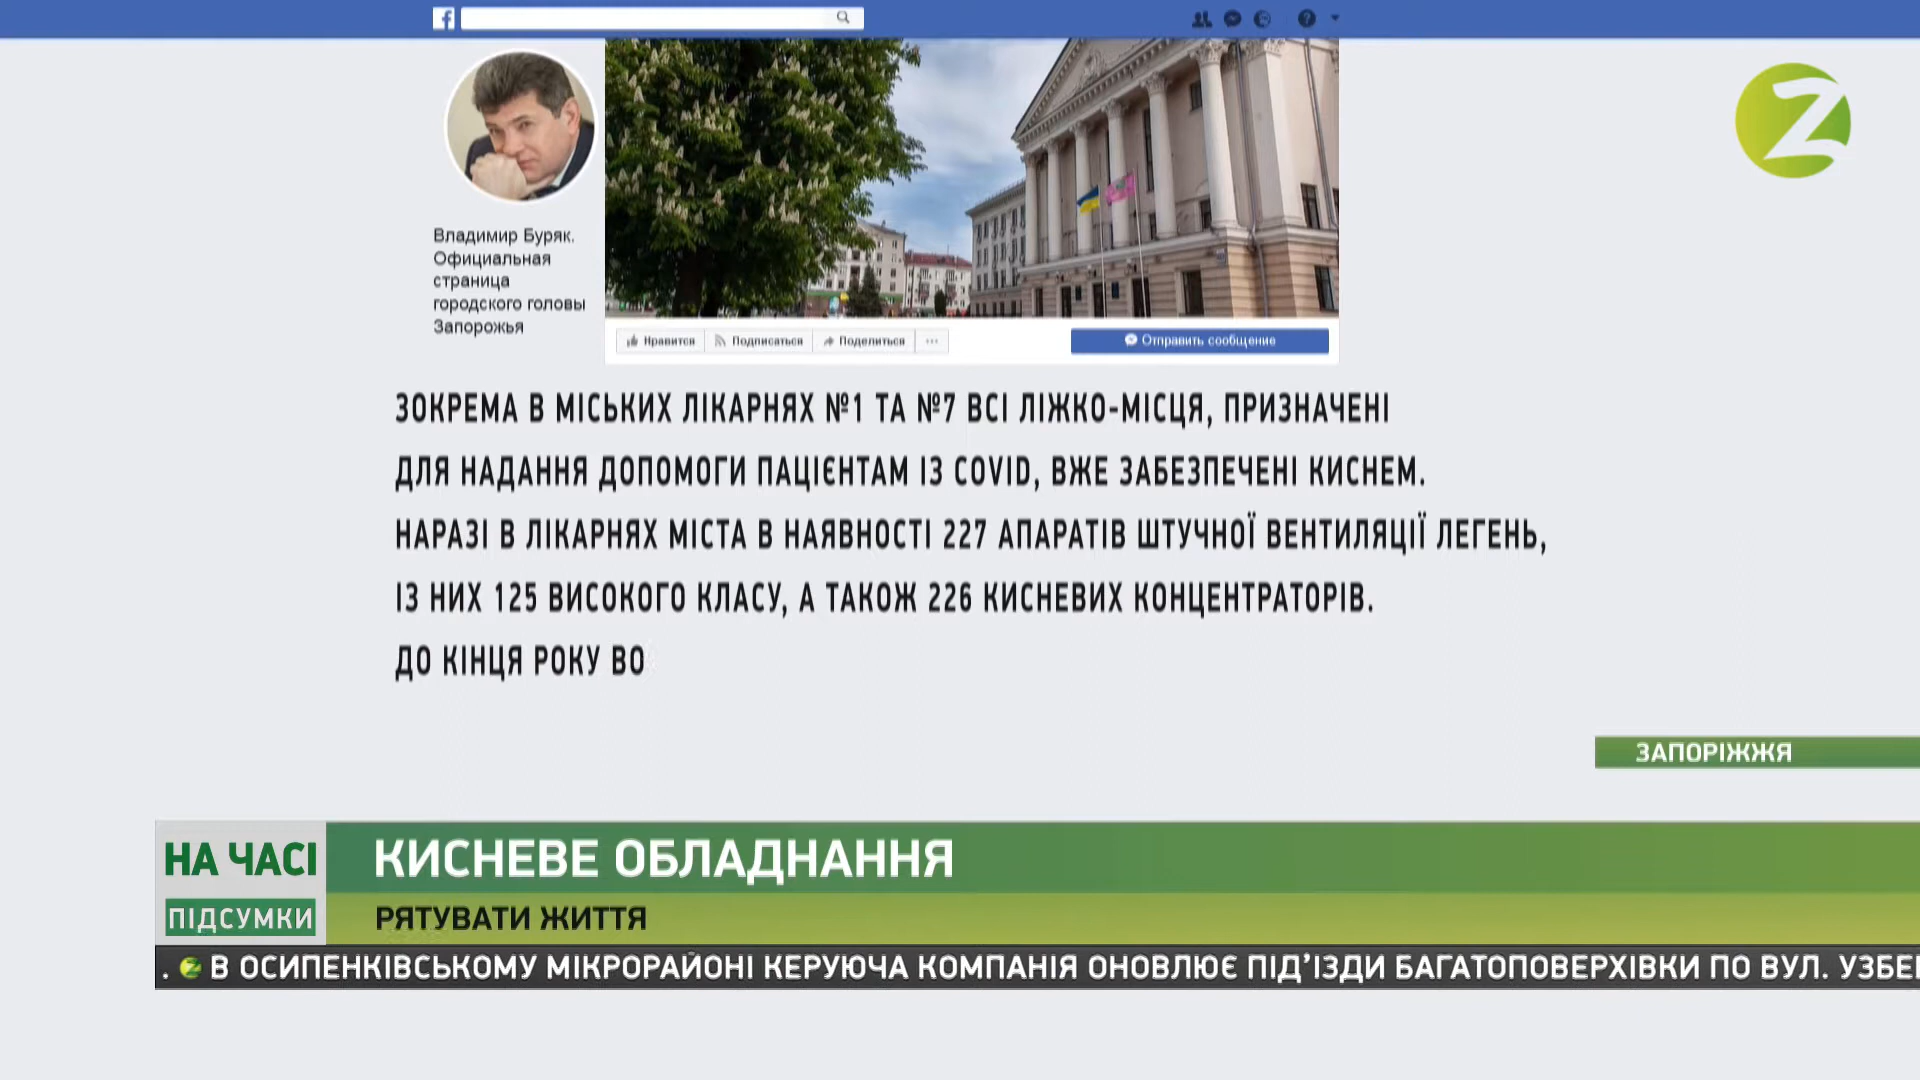 Владимир Буряк.
Официальная
страница
городского головы
Запорожья
Нравится
Подписаться
Поделиться
Отправить сообщение
ЗОКРЕМА В МІСЬКИХ ЛІКАРНЯХ №1 ТА №7 ВСІ ЛІЖКО-МІСЦЯ, ПРИЗНАЧЕНІ
ДЛЯ НАДАННЯ ДОПОМОГИ ПАЦІЄНТАМ ІЗ COVID, ВЖЕ ЗАБЕЗПЕЧЕНІ КИСНЕМ.
НАРАЗІ В ЛІКАРНЯХ МІСТА В НАЯВНОСТІ 227 АПАРАТІВ ШТУЧНОЇ ВЕНТИЛЯЦІЇ ЛЕГЕНЬ,
ІЗ НИХ 125 ВИСОКОГО КЛАСУ, А ТАКОЖ 226 КИСНЕВИХ КОНЦЕНТРАТОРІВ.
ДО КІНЦЯ РОКУ ВО
ЗАПОРІЖЖЯ
НА ЧАСІ
ПІДСУМКИ
КИСНЕВЕ ОБЛАДНАННЯ
РЯТУВАТИ ЖИТТЯ
. В ОСИПЕНКІВСЬКОМУ МІКРОРАЙОНІ КЕРУЮЧА КОМПАНІЯ ОНОВЛЮЄ ПІД’ЇЗДИ БАГАТОПОВЕРХІВКИ ПО ВУЛ. УЗБЕ